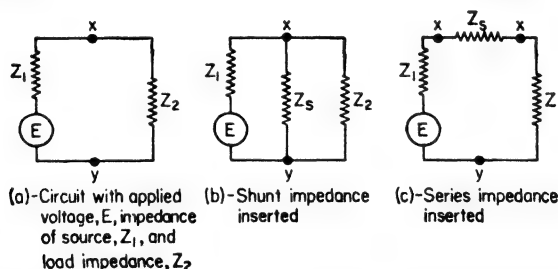 x
Z1
Z2
E
y
(a)-Circuit with applied
voltage, E, impedance
of source, Z1, and
load impedance, Z2
x
Z1
Zs
Z2
E
y
(b)-Shunt impedance
inserted
x
Zs
x
Z1
Z
E
y
(c)-Series impedance
inserted